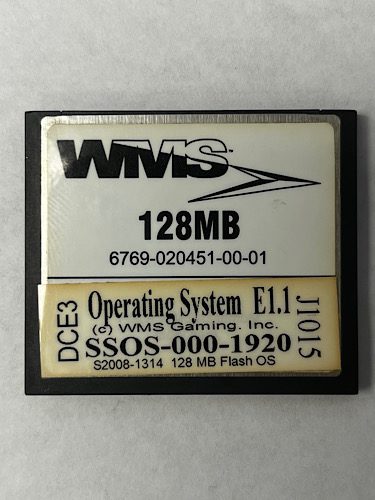 WMS
128MB
6769-020451-00-01
DCE3
Operating System E1.1
(c) WMS Gaming, Inc.
SSOS-000-1920
S2008-1314 128 MB Flash OS
J1015